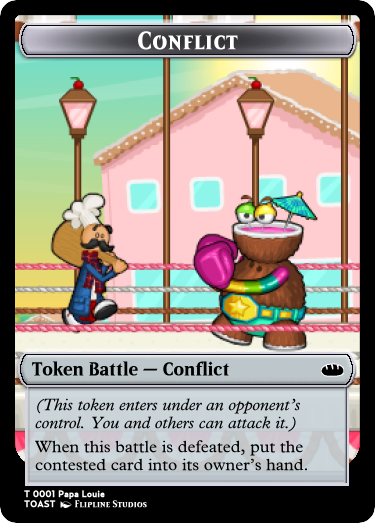 Conflict
Token Battle — Conflict
(This token enters under an opponent's
control. You and others can attack it.)
When this battle is defeated, put the
contested card into its owner's hand.
T 0001 Papa Louie
TOAST Flipline Studios